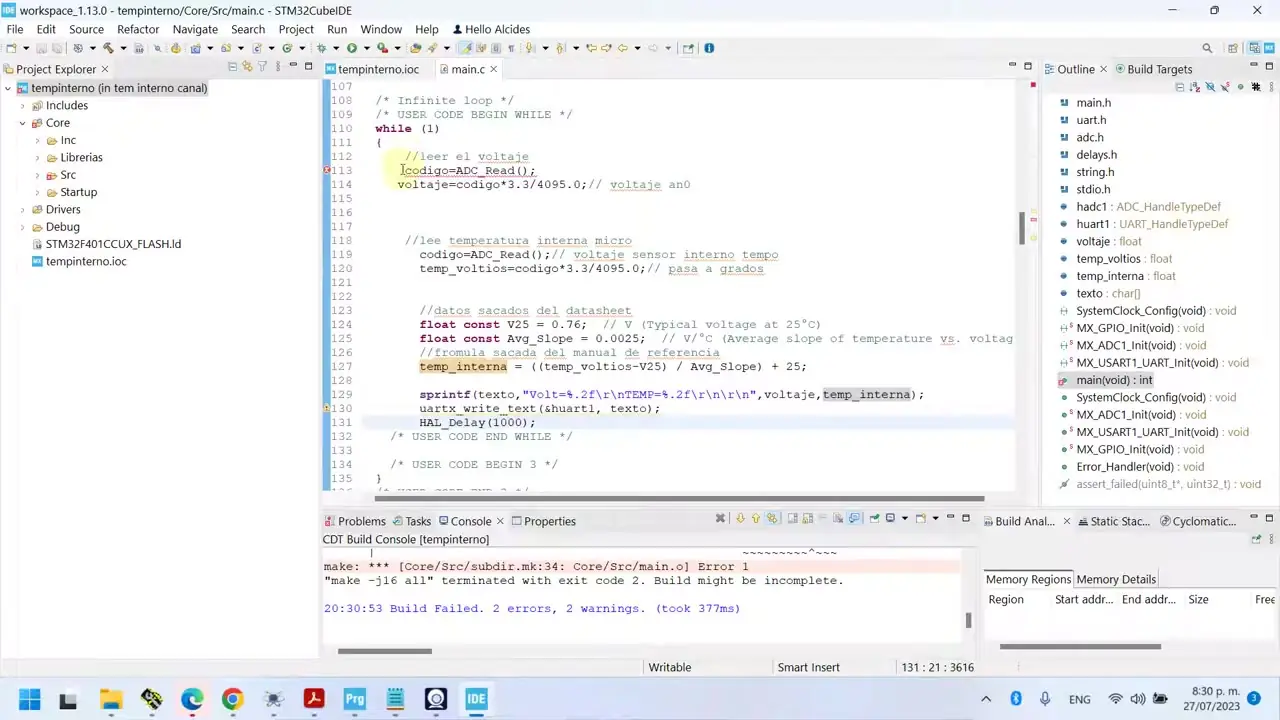 IDE workspace_1.13.0 - tempinterno/Core/Src/main.c - STM32CubeIDE
File Edit Source Refactor Navigate Search Project Run Window Help Hello Alcides
Project Explorer
tempinterno (in tem interno canal)
Includes
Core
Inc
Librerias
Src
Startup
Drivers
Debug
STM32F401CCUX_FLASH.ld
tempinterno.ioc
tempinterno.ioc main.c
107
108 /* Infinite loop */
109 /* USER CODE BEGIN WHILE */
110 while (1)
111 {
112 //leer el voltaje
113 codigo=ADC_Read();
114 voltaje=codigo*3.3/4095.0;// voltaje an0
115
116
117
118 //lee temperatura interna micro
119 codigo=ADC_Read();// voltaje sensor interno tempo
120 temp_voltios=codigo*3.3/4095.0;// pasa a grados
121
122
123 //datos sacados del datasheet
124 float const V25 = 0.76; // V (Typical voltage at 25°C)
125 float const Avg_Slope = 0.0025; // V/°C (Average slope of temperature vs. voltag
126 //fromula sacada del manual de referencia
127 temp_interna = ((temp_voltios-V25) / Avg_Slope) + 25;
128
129 sprintf(texto,"Volt=%.2f\r\nTEMP=%.2f\r\n\r\n",voltaje,temp_interna);
130 uartx_write_text(&huart1, texto);
131 HAL_Delay(1000);
132 /* USER CODE END WHILE */
133
134 /* USER CODE BEGIN 3 */
135 }
Outline Build Targets
main.h
uart.h
adc.h
delays.h
string.h
stdio.h
hadc1 : ADC_HandleTypeDef
huart1 : UART_HandleTypeDef
voltaje : float
temp_voltios : float
temp_interna : float
texto : char[]
SystemClock_Config(void) : void
MX_GPIO_Init(void) : void
MX_ADC1_Init(void) : void
MX_USART1_UART_Init(void) : void
main(void) : int
SystemClock_Config(void) : void
MX_ADC1_Init(void) : void
MX_USART1_UART_Init(void) : void
MX_GPIO_Init(void) : void
Error_Handler(void) : void
assert_failed(uint8_t*, uint32_t) : void
Problems Tasks Console Properties
CDT Build Console [tempinterno]
| ~~~~~~~~~^~~~
make: *** [Core/Src/subdir.mk:34: Core/Src/main.o] Error 1
"make -j16 all" terminated with exit code 2. Build might be incomplete.
20:30:53 Build Failed. 2 errors, 2 warnings. (took 377ms)
Build Anal... Static Stac... Cyclomatic...
Memory Regions Memory Details
Region Start addr... End addr... Size Free
Writable Smart Insert 131 : 21 : 3616
Prg IDE ENG 8:30 p. m.
27/07/2023 3